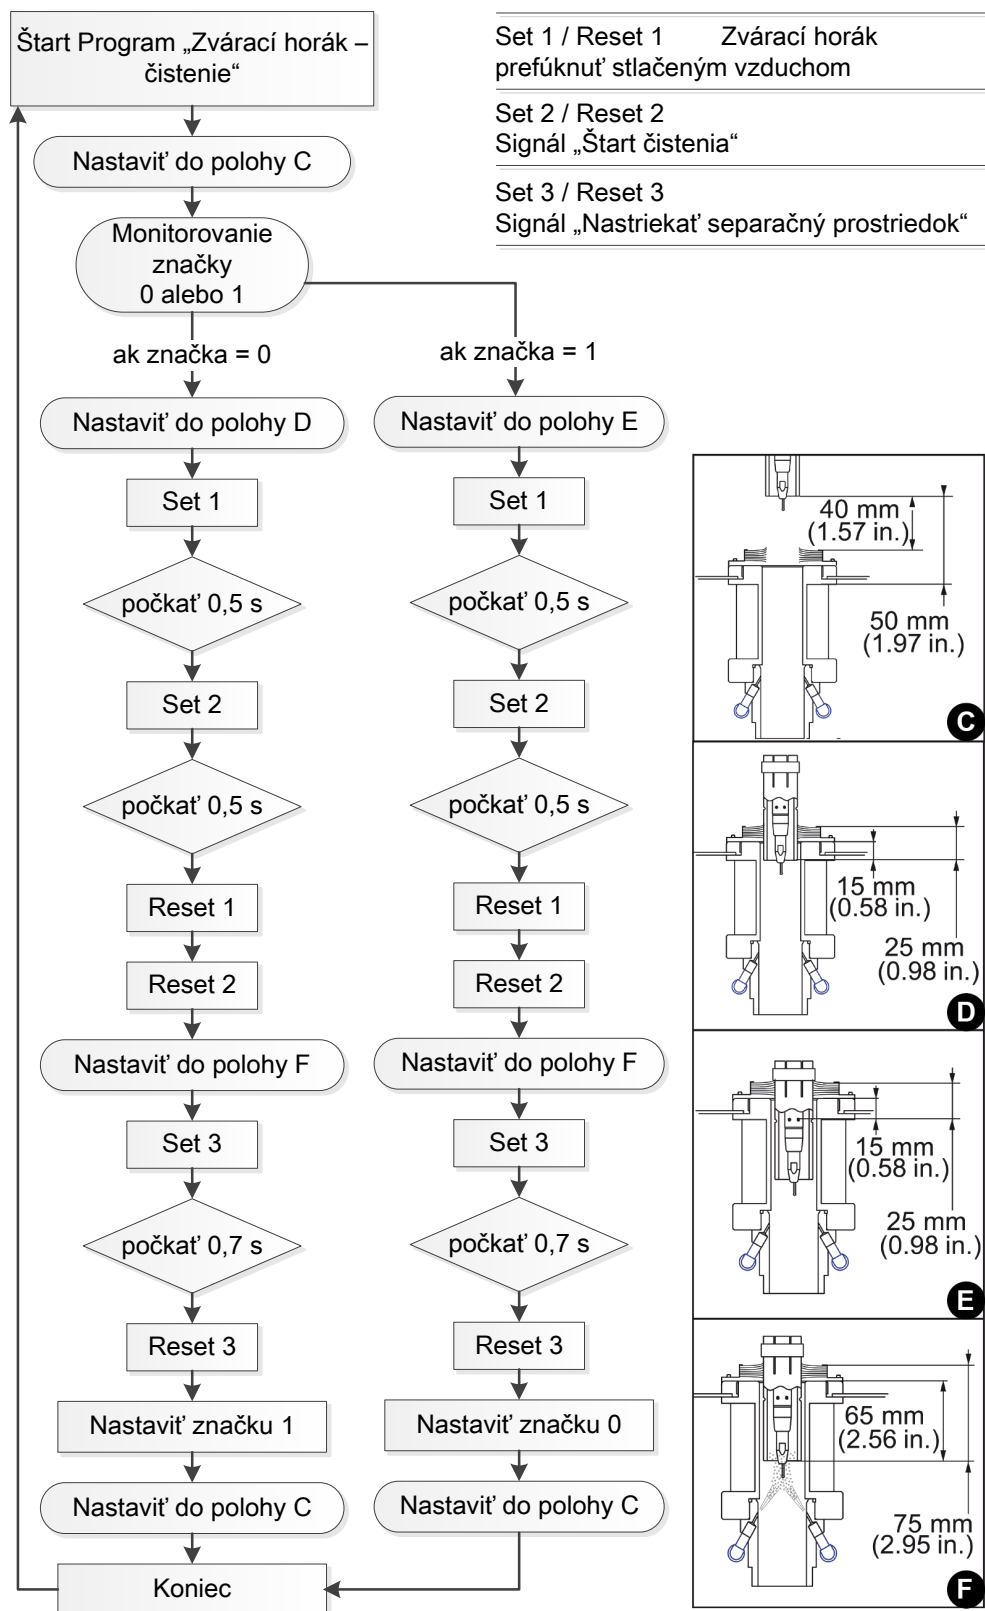 Štart Program „Zvárací horák –
čistenie“
Nastaviť do polohy C
Monitorovanie
značky
0 alebo 1
ak značka = 0
Nastaviť do polohy D
Set 1
počkať 0,5 s
Set 2
počkať 0,5 s
Reset 1
Reset 2
Nastaviť do polohy F
Set 3
počkať 0,7 s
Reset 3
Nastaviť značku 1
Nastaviť do polohy C
Koniec
ak značka = 1
Nastaviť do polohy E
Set 1
počkať 0,5 s
Set 2
počkať 0,5 s
Reset 1
Reset 2
Nastaviť do polohy F
Set 3
počkať 0,7 s
Reset 3
Nastaviť značku 0
Nastaviť do polohy C
Set 1 / Reset 1 Zvárací horák
prefúknuť stlačeným vzduchom
Set 2 / Reset 2
Signál „Štart čistenia“
Set 3 / Reset 3
Signál „Nastriekať separačný prostriedok“
40 mm
(1.57 in.)
50 mm
(1.97 in.)
C
15 mm
(0.58 in.)
25 mm
(0.98 in.)
D
15 mm
(0.58 in.)
25 mm
(0.98 in.)
E
65 mm
(2.56 in.)
75 mm
(2.95 in.)
F